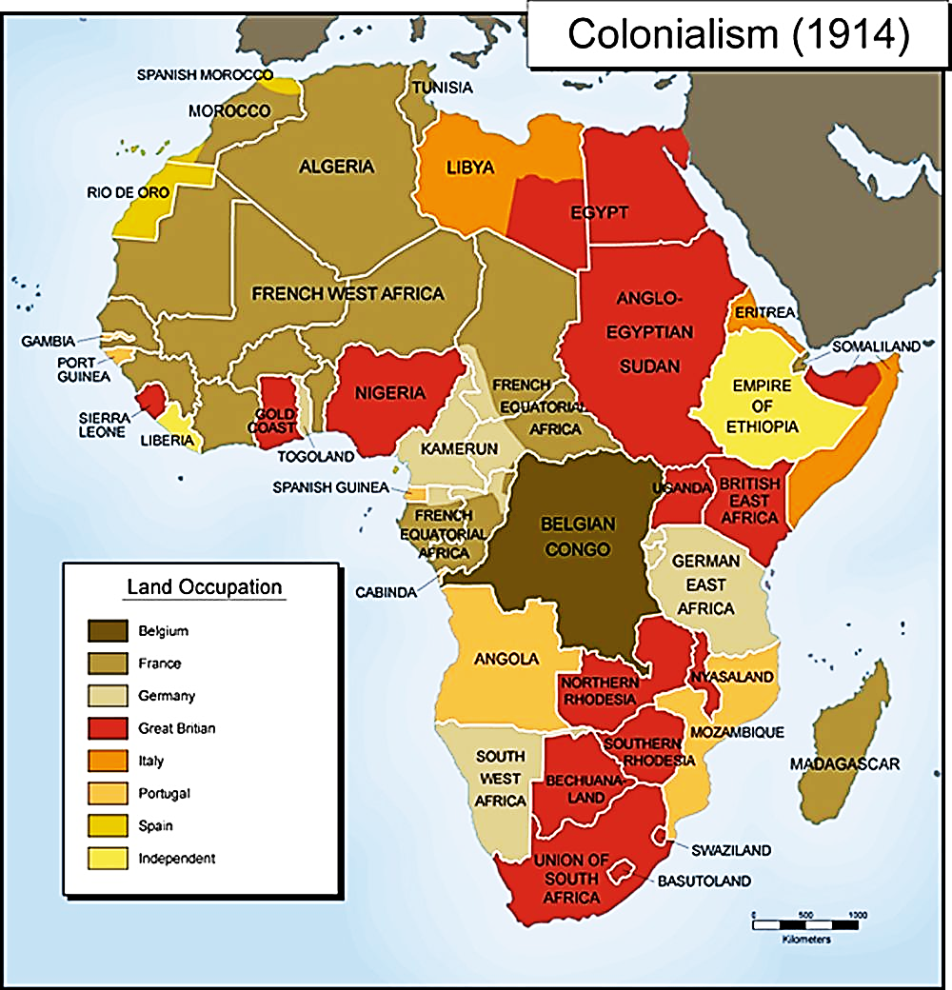 Colonialism (1914)
SPANISH MOROCCO
TUNISIA
MOROCCO
ALGERIA
LIBYA
RIO DE ORO
EGYPT
FRENCH WEST AFRICA
ANGLO-
EGYPTIAN
SUDAN
ERITREA
GAMBIA
SOMALILAND
PORT
GUINEA
FRENCH
EQUATORIAL
AFRICA
EMPIRE
OF
ETHIOPIA
NIGERIA
SIERRA
LEONE
GOLD
COAST
LIBERIA
TOGOLAND
KAMERUN
SPANISH GUINEA
UGANDA
BRITISH
EAST
AFRICA
FRENCH
EQUATORIAL
AFRICA
BELGIAN
CONGO
GERMAN
EAST
AFRICA
CABINDA
Land Occupation
Belgium
France
Germany
Great Britian
Italy
Portugal
Spain
Independent
ANGOLA
NYASALAND
NORTHERN
RHODESIA
MOZAMBIQUE
SOUTHERN
RHODESIA
SOUTH
WEST
AFRICA
BECHUANA-
LAND
MADAGASCAR
SWAZILAND
UNION OF
SOUTH
AFRICA
BASUTOLAND
0 500 1000
Kilometers